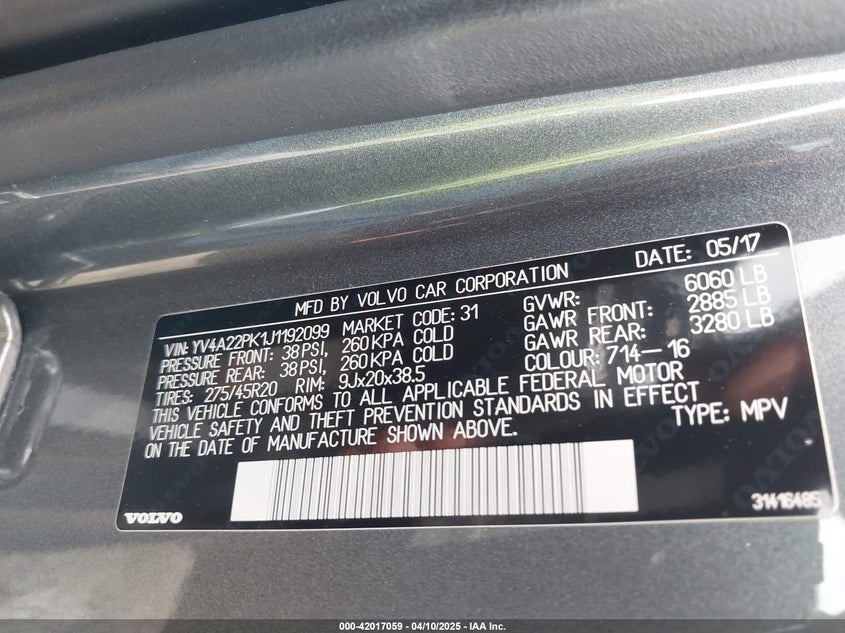 MFD BY VOLVO CAR CORPORATION DATE: 05/17
VIN: YV4A22PK1J1192099 MARKET CODE: 31 GVWR: 6060 LB
PRESSURE FRONT: 38 PSI, 260 KPA COLD GAWR FRONT: 2885 LB
PRESSURE REAR: 38 PSI, 260 KPA COLD GAWR REAR: 3280 LB
TIRES: 275/45R20 RIM: 9Jx20x38.5 COLOUR: 714-16
THIS VEHICLE CONFORMS TO ALL APPLICABLE FEDERAL MOTOR
VEHICLE SAFETY AND THEFT PREVENTION STANDARDS IN EFFECT
ON THE DATE OF MANUFACTURE SHOWN ABOVE. TYPE: MPV
VOLVO 31416485
000-42017059 - 04/10/2025 - IAA Inc.